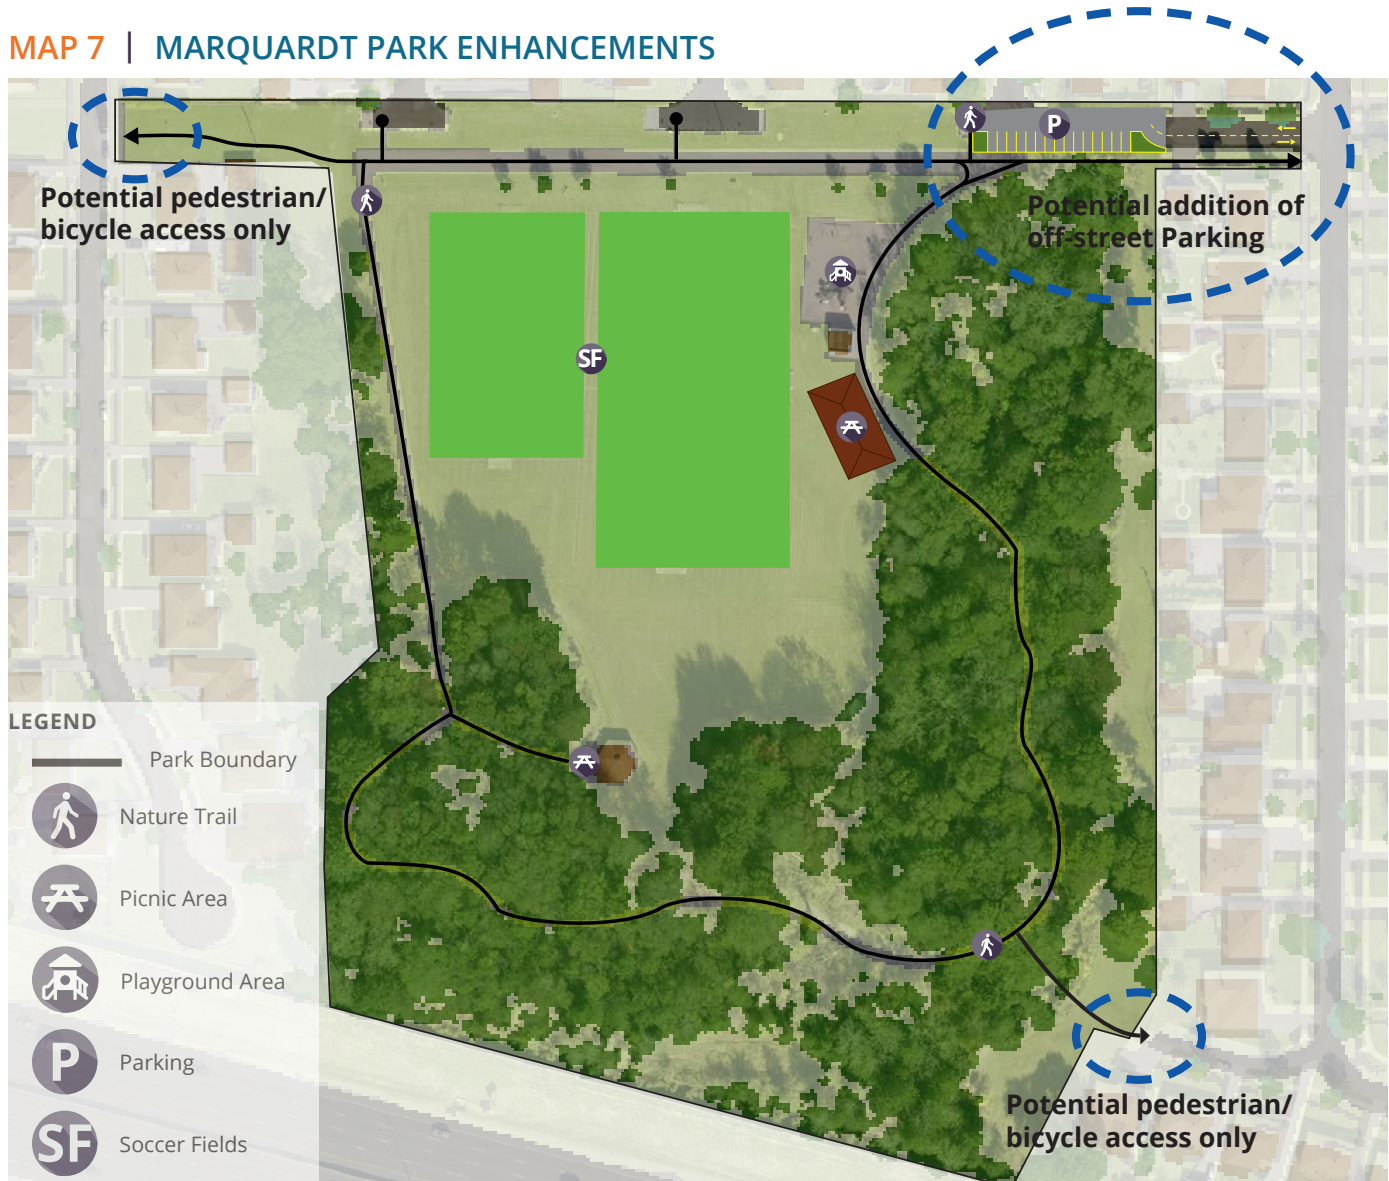 MAP 7 | MARQUARDT PARK ENHANCEMENTS
P
Potential pedestrian/
bicycle access only
Potential addition of
off-street Parking
SF
LEGEND
Park Boundary
Nature Trail
Picnic Area
Playground Area
P Parking
SF Soccer Fields
Potential pedestrian/
bicycle access only